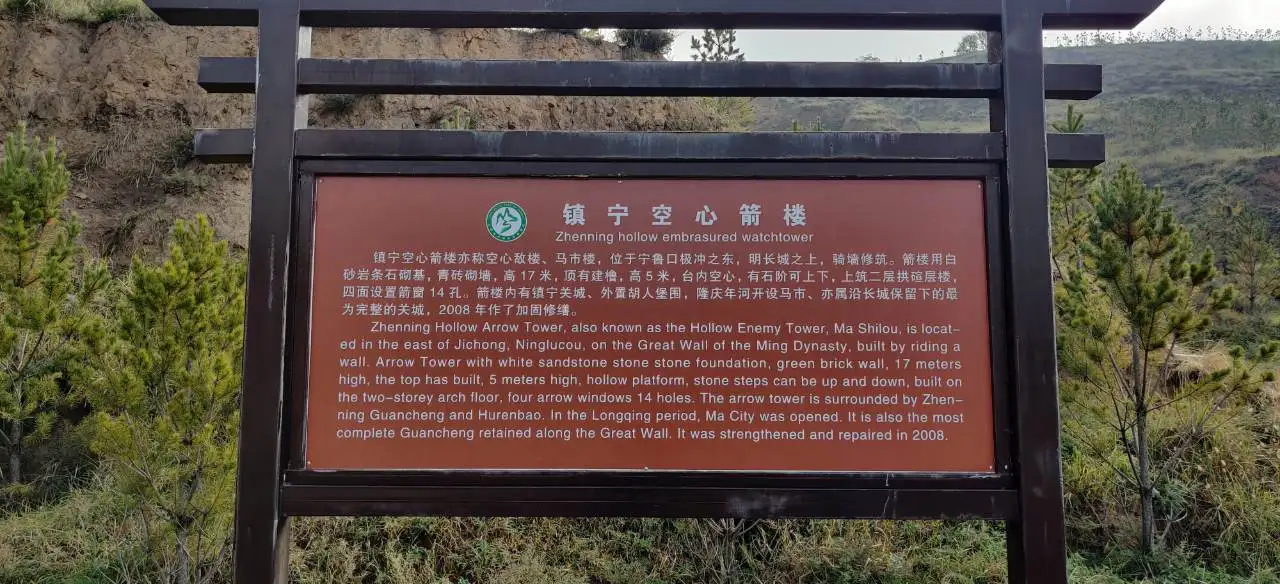 镇宁空心箭楼
Zhenning hollow embrasured watchtower
镇宁空心箭楼亦称空心敌楼、马市楼，位于宁鲁口极冲之东，明长城之上，骑墙修筑。箭楼用白
砂岩条石砌基，青砖砌墙，高 17 米，顶有建橹，高 5 米，台内空心，有石阶可上下，上筑二层拱碹层楼，
四面设置箭窗 14 孔。箭楼内有镇宁关城、外置胡人堡围，隆庆年河开设马市、亦属沿长城保留下的最
为完整的关城，2008 年作了加固修缮。
Zhenning Hollow Arrow Tower, also known as the Hollow Enemy Tower, Ma Shilou, is locat-
ed in the east of Jichong, Ninglucou, on the Great Wall of the Ming Dynasty, built by riding a
wall. Arrow Tower with white sandstone stone stone foundation, green brick wall, 17 meters
high, the top has built, 5 meters high, hollow platform, stone steps can be up and down, built on
the two-storey arch floor, four arrow windows 14 holes. The arrow tower is surrounded by Zhen-
ning Guancheng and Hurenbao. In the Longqing period, Ma City was opened. It is also the most
complete Guancheng retained along the Great Wall. It was strengthened and repaired in 2008.